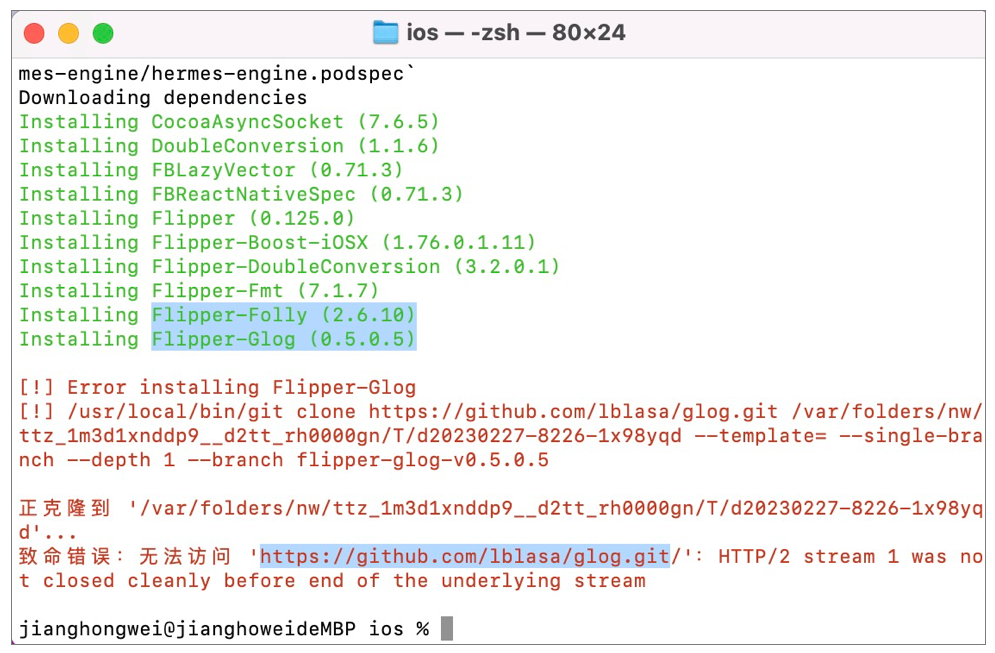 ios — -zsh — 80×24
mes-engine/hermes-engine.podspec`
Downloading dependencies
Installing CocoaAsyncSocket (7.6.5)
Installing DoubleConversion (1.1.6)
Installing FBLazyVector (0.71.3)
Installing FBReactNativeSpec (0.71.3)
Installing Flipper (0.125.0)
Installing Flipper-Boost-iOSX (1.76.0.1.11)
Installing Flipper-DoubleConversion (3.2.0.1)
Installing Flipper-Fmt (7.1.7)
Installing Flipper-Folly (2.6.10)
Installing Flipper-Glog (0.5.0.5)
[!] Error installing Flipper-Glog
[!] /usr/local/bin/git clone https://github.com/lblasa/glog.git /var/folders/nw/
ttz_1m3d1xnddp9__d2tt_rh0000gn/T/d20230227-8226-1x98yqd --template= --single-bra
nch --depth 1 --branch flipper-glog-v0.5.0.5
正克隆到 '/var/folders/nw/ttz_1m3d1xnddp9__d2tt_rh0000gn/T/d20230227-8226-1x98yq
d'...
致命错误：无法访问 'https://github.com/lblasa/glog.git/'：HTTP/2 stream 1 was no
t closed cleanly before end of the underlying stream
jianghongwei@jianghoweideMBP ios %